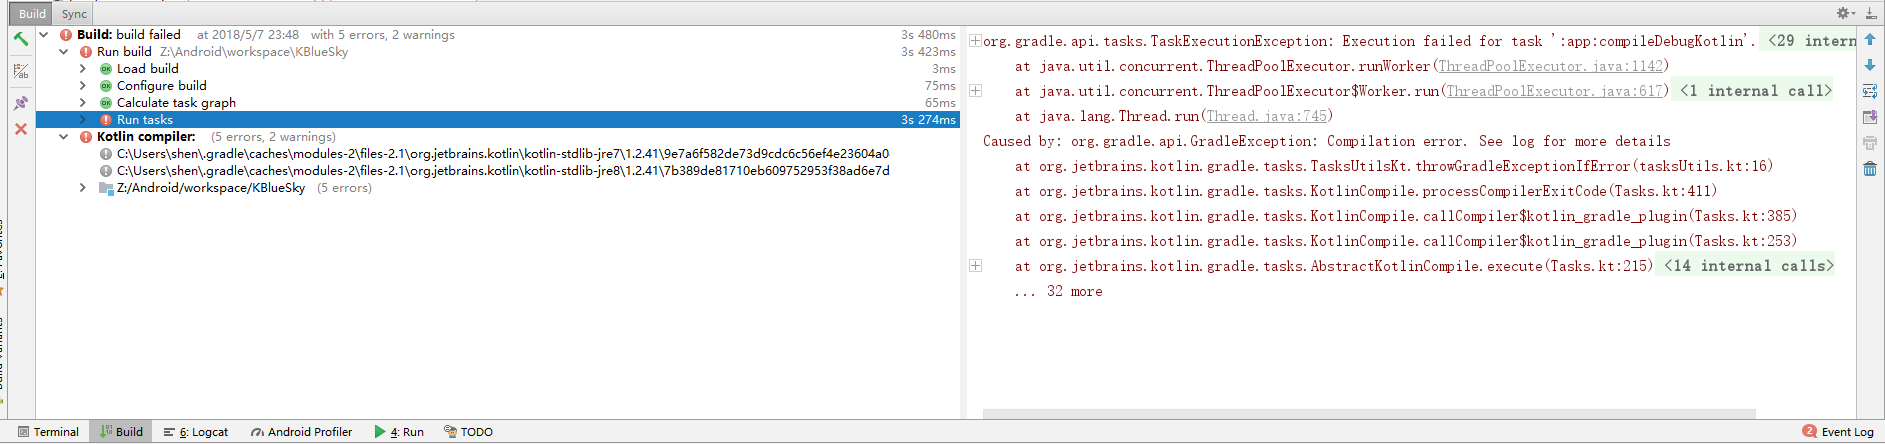 Build Sync
Build: build failed at 2018/5/7 23:48 with 5 errors, 2 warnings 3s 480ms
Run build Z:\Android\workspace\KBlueSky 3s 423ms
Load build 3ms
Configure build 75ms
Calculate task graph 65ms
Run tasks 3s 274ms
Kotlin compiler: (5 errors, 2 warnings)
C:\Users\shen\.gradle\caches\modules-2\files-2.1\org.jetbrains.kotlin\kotlin-stdlib-jre7\1.2.41\9e7a6f582de73d9cdc6c56ef4e23604a0
C:\Users\shen\.gradle\caches\modules-2\files-2.1\org.jetbrains.kotlin\kotlin-stdlib-jre8\1.2.41\7b389de81710eb609752953f38ad6e7d
Z:/Android/workspace/KBlueSky (5 errors)
org.gradle.api.tasks.TaskExecutionException: Execution failed for task ':app:compileDebugKotlin'. <29 intern
at java.util.concurrent.ThreadPoolExecutor.runWorker(ThreadPoolExecutor.java:1142)
at java.util.concurrent.ThreadPoolExecutor$Worker.run(ThreadPoolExecutor.java:617) <1 internal call>
at java.lang.Thread.run(Thread.java:745)
Caused by: org.gradle.api.GradleException: Compilation error. See log for more details
at org.jetbrains.kotlin.gradle.tasks.TasksUtilsKt.throwGradleExceptionIfError(tasksUtils.kt:16)
at org.jetbrains.kotlin.gradle.tasks.KotlinCompile.processCompilerExitCode(Tasks.kt:411)
at org.jetbrains.kotlin.gradle.tasks.KotlinCompile.callCompiler$kotlin_gradle_plugin(Tasks.kt:385)
at org.jetbrains.kotlin.gradle.tasks.KotlinCompile.callCompiler$kotlin_gradle_plugin(Tasks.kt:253)
at org.jetbrains.kotlin.gradle.tasks.AbstractKotlinCompile.execute(Tasks.kt:215) <14 internal calls>
... 32 more
Terminal Build 6: Logcat Android Profiler 4: Run TODO 2 Event Log